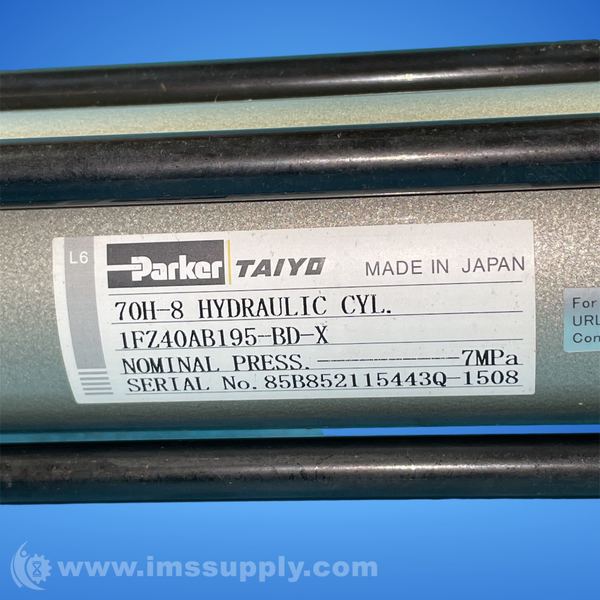 L6
Parker TAIYO MADE IN JAPAN
70H-8 HYDRAULIC CYL.
1FZ40AB195-BD-X
NOMINAL PRESS. 7MPa
SERIAL No. 85B852115443Q-1508
For
URL
Con
www.imssupply.com